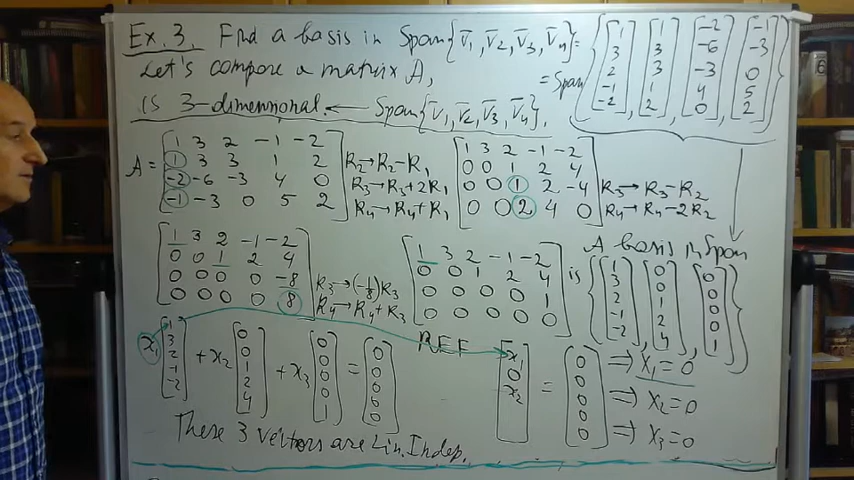 Ex. 3. Find a basis in Span{v̄₁, v̄₂, v̄₃, v̄₄} =
Let's compose a matrix A,
= Span { [1 3 2 -1 -2], [1 3 3 1 2], [-2 -6 -3 4 0], [-1 -3 0 5 2] }
is 3-dimensional. ← Span{v̄₁, v̄₂, v̄₃, v̄₄},
A = [1 3 2 -1 -2
1 3 3 1 2
-2 -6 -3 4 0
-1 -3 0 5 2]
R₂→R₂-R₁
R₃→R₃+2R₁
R₄→R₄+R₁
[1 3 2 -1 -2
0 0 1 2 4
0 0 1 2 -4
0 0 2 4 0]
R₃→R₃-R₂
R₄→R₄-2R₂
[1 3 2 -1 -2
0 0 1 2 4
0 0 0 0 -8
0 0 0 0 8]
R₃→(-1/8)R₃
R₄→R₄+R₃
[1 3 2 -1 -2
0 0 1 2 4
0 0 0 0 1
0 0 0 0 0]
REF
A basis in Span
is { [1 3 2 -1 -2], [0 0 1 2 4], [0 0 0 0 1] }
x₁ [1 3 2 -1 -2] + x₂ [0 0 1 2 4] + x₃ [0 0 0 0 1] = [0 0 0 0 0]
[x₁ 0 x₂] = [0 0 0 0 0]
⇒ x₁=0
⇒ x₂=0
⇒ x₃=0
These 3 vectors are Lin. Indep.